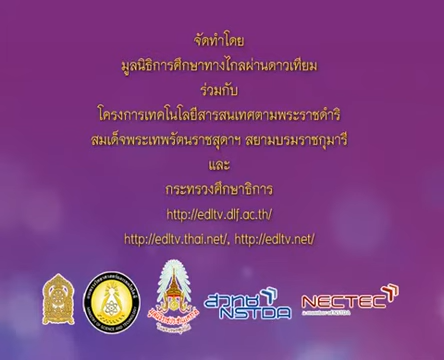 จัดทำโดย
มูลนิธิการศึกษาทางไกลผ่านดาวเทียม
ร่วมกับ
โครงการเทคโนโลยีสารสนเทศตามพระราชดำริ
สมเด็จพระเทพรัตนราชสุดาฯ สยามบรมราชกุมารี
และ
กระทรวงศึกษาธิการ
http://edltv.dlf.ac.th/
http://edltv.thai.net/, http://edltv.net/
สวทช
NSTDA
NECTEC